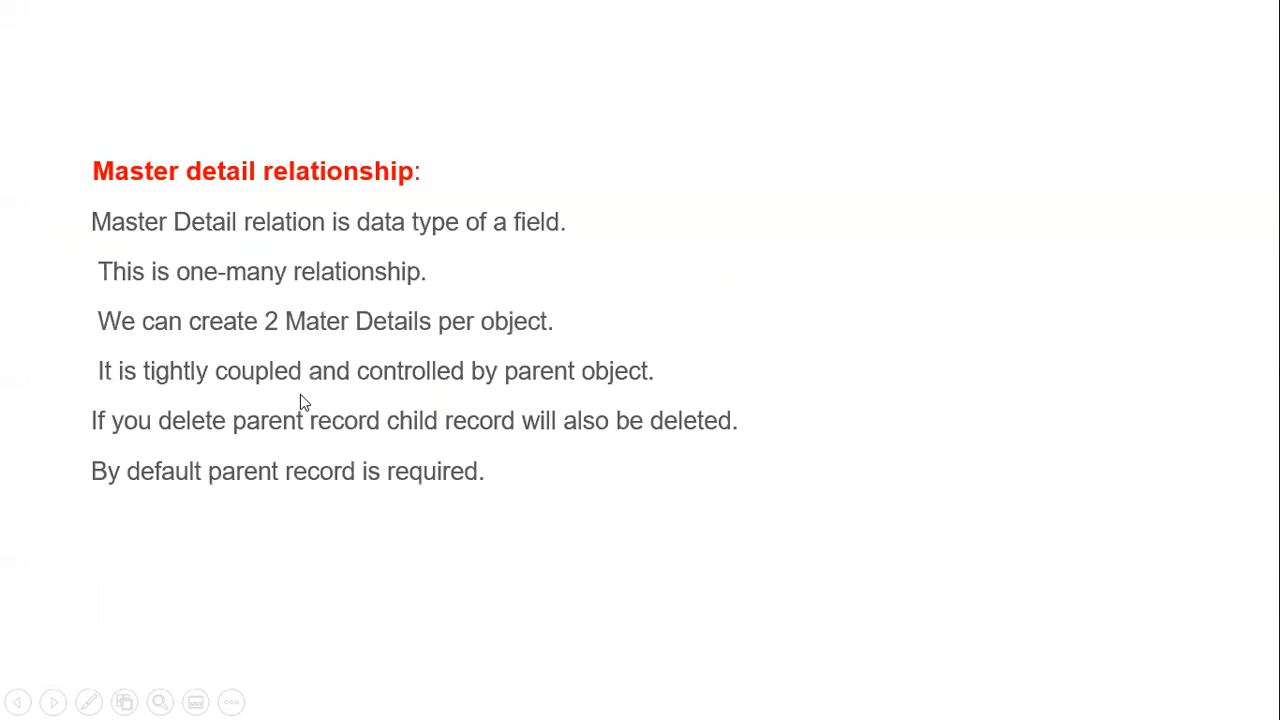 Master detail relationship:
Master Detail relation is data type of a field.
This is one-many relationship.
We can create 2 Mater Details per object.
It is tightly coupled and controlled by parent object.
If you delete parent record child record will also be deleted.
By default parent record is required.